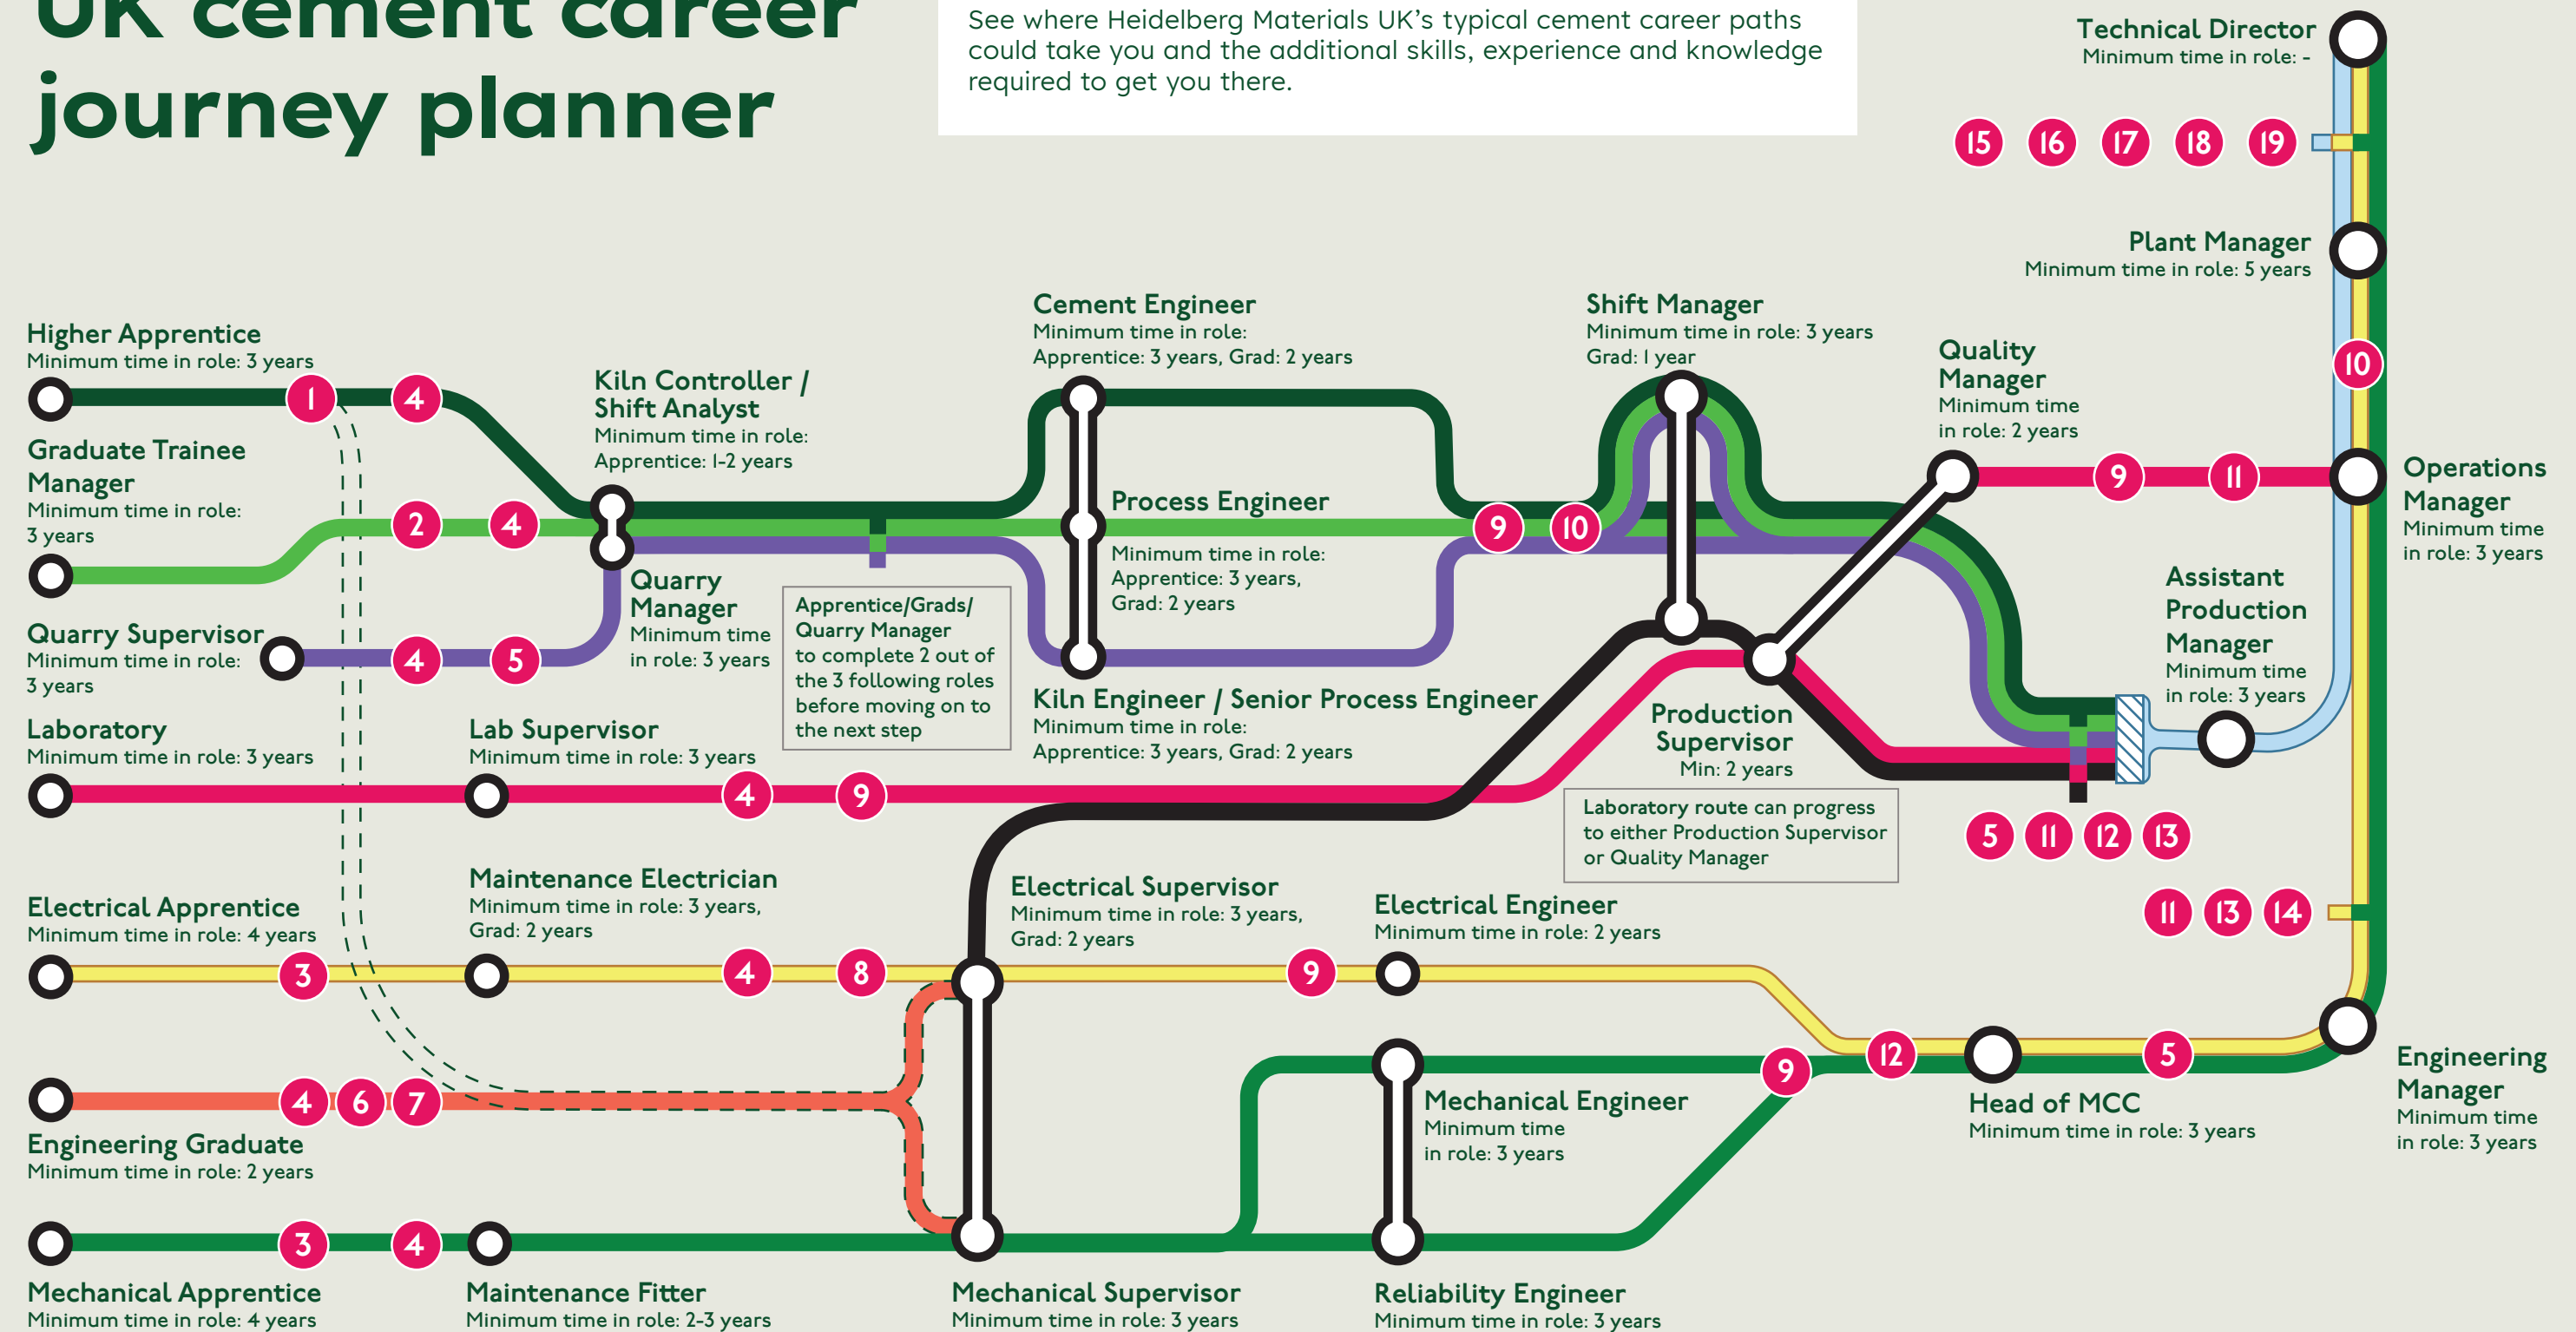 UK cement career
journey planner
See where Heidelberg Materials UK's typical cement career paths
could take you and the additional skills, experience and knowledge
required to get you there.
Technical Director
Minimum time in role: -
15 16 17 18 19
Plant Manager
Minimum time in role: 5 years
10
Higher Apprentice
Minimum time in role: 3 years
1 4
Graduate Trainee
Manager
Minimum time in role:
3 years
2 4
Quarry Supervisor
Minimum time in role:
3 years
4 5
Kiln Controller /
Shift Analyst
Minimum time in role:
Apprentice: 1-2 years
Quarry
Manager
Minimum time
in role: 3 years
Apprentice/Grads/
Quarry Manager
to complete 2 out of
the 3 following roles
before moving on to
the next step
Cement Engineer
Minimum time in role:
Apprentice: 3 years, Grad: 2 years
Process Engineer
Minimum time in role:
Apprentice: 3 years,
Grad: 2 years
Kiln Engineer / Senior Process Engineer
Minimum time in role:
Apprentice: 3 years, Grad: 2 years
9 10
Shift Manager
Minimum time in role: 3 years
Grad: 1 year
Quality
Manager
Minimum time
in role: 2 years
9 11
Operations
Manager
Minimum time
in role: 3 years
Assistant
Production
Manager
Minimum time
in role: 3 years
Production
Supervisor
Min: 2 years
Laboratory route can progress
to either Production Supervisor
or Quality Manager
5 11 12 13
11 13 14
Laboratory
Minimum time in role: 3 years
Lab Supervisor
Minimum time in role: 3 years
4 9
Electrical Apprentice
Minimum time in role: 4 years
3
Maintenance Electrician
Minimum time in role: 3 years,
Grad: 2 years
4 8
Electrical Supervisor
Minimum time in role: 3 years,
Grad: 2 years
9
Electrical Engineer
Minimum time in role: 2 years
4 6 7
Engineering Graduate
Minimum time in role: 2 years
Mechanical Engineer
Minimum time
in role: 3 years
9 12
Head of MCC
Minimum time in role: 3 years
5
Engineering
Manager
Minimum time
in role: 3 years
3 4
Mechanical Apprentice
Minimum time in role: 4 years
Maintenance Fitter
Minimum time in role: 2-3 years
Mechanical Supervisor
Minimum time in role: 3 years
Reliability Engineer
Minimum time in role: 3 years